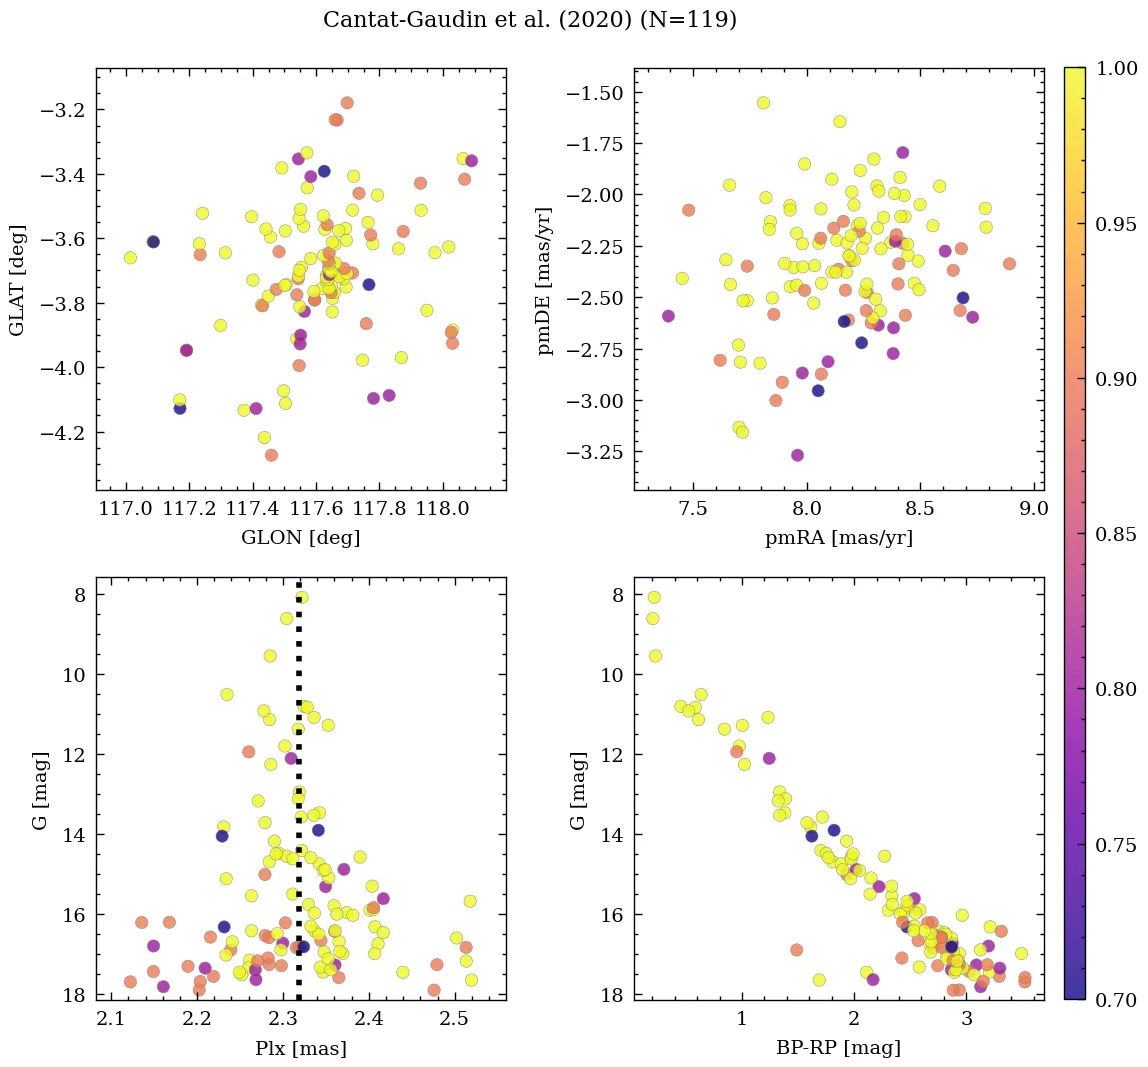 Cantat-Gaudin et al. (2020) (N=119)
−3.2
−3.4
−3.6
−3.8
−4.0
−4.2
GLAT [deg]
117.0 117.2 117.4 117.6 117.8 118.0
GLON [deg]
−1.50
−1.75
−2.00
−2.25
−2.50
−2.75
−3.00
−3.25
pmDE [mas/yr]
7.5 8.0 8.5 9.0
pmRA [mas/yr]
8
10
12
14
16
18
G [mag]
2.1 2.2 2.3 2.4 2.5
Plx [mas]
8
10
12
14
16
18
G [mag]
1 2 3
BP-RP [mag]
1.00
0.95
0.90
0.85
0.80
0.75
0.70